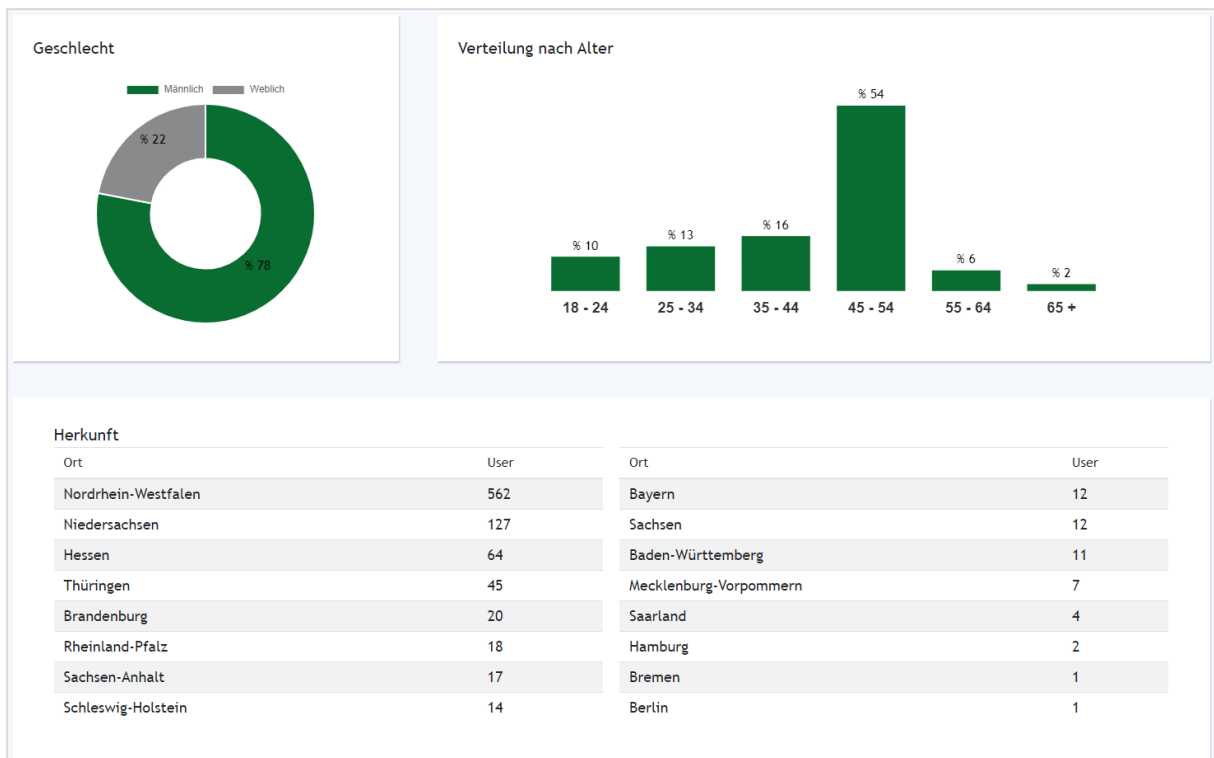 Geschlecht
Männlich Weblich
% 22
% 78
Verteilung nach Alter
% 54
% 16
% 13
% 10
% 6
% 2
18 - 24 25 - 34 35 - 44 45 - 54 55 - 64 65 +
Herkunft
Ort User
Nordrhein-Westfalen 562
Niedersachsen 127
Hessen 64
Thüringen 45
Brandenburg 20
Rheinland-Pfalz 18
Sachsen-Anhalt 17
Schleswig-Holstein 14
Ort User
Bayern 12
Sachsen 12
Baden-Württemberg 11
Mecklenburg-Vorpommern 7
Saarland 4
Hamburg 2
Bremen 1
Berlin 1